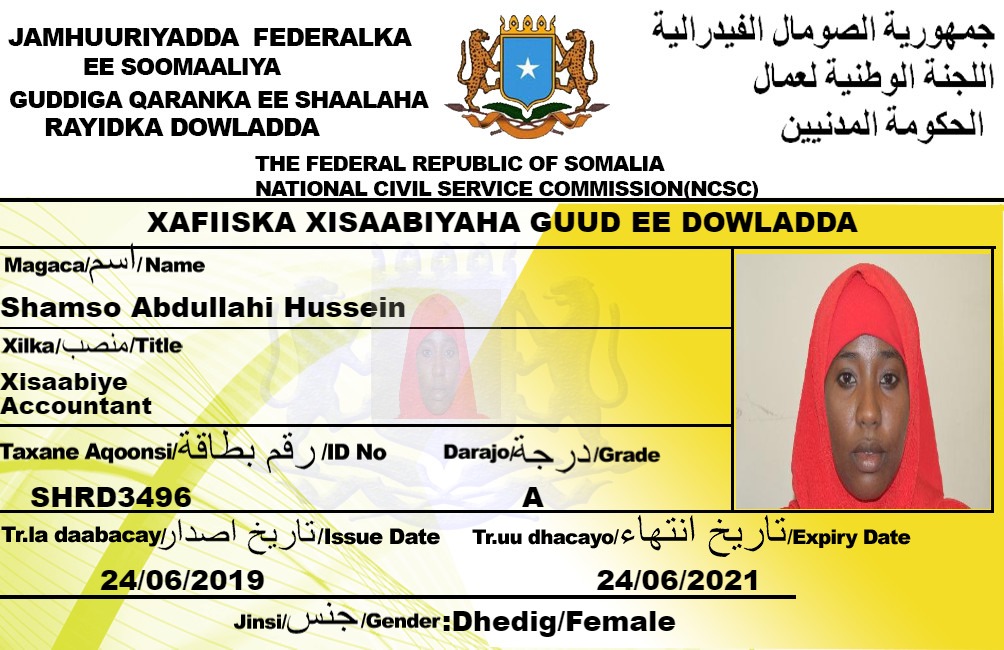 JAMHUURIYADDA FEDERALKA
EE SOOMAALIYA
GUDDIGA QARANKA EE SHAALAHA
RAYIDKA DOWLADDA
جمهورية الصومال الفيدرالية
اللجنة الوطنية لعمال
الحكومة المدنيين
THE FEDERAL REPUBLIC OF SOMALIA
NATIONAL CIVIL SERVICE COMMISSION(NCSC)
XAFIISKA XISAABIYAHA GUUD EE DOWLADDA
Magaca/اسم/Name
Shamso Abdullahi Hussein
Xilka/منصب/Title
Xisaabiye
Accountant
Taxane Aqoonsi/رقم بطاقة/ID No
Darajo/درجة/Grade
SHRD3496
A
Tr.la daabacay/تاريخ اصدار/Issue Date
Tr.uu dhacayo/تاريخ انتهاء/Expiry Date
24/06/2019
24/06/2021
Jinsi/جنس/Gender:Dhedig/Female